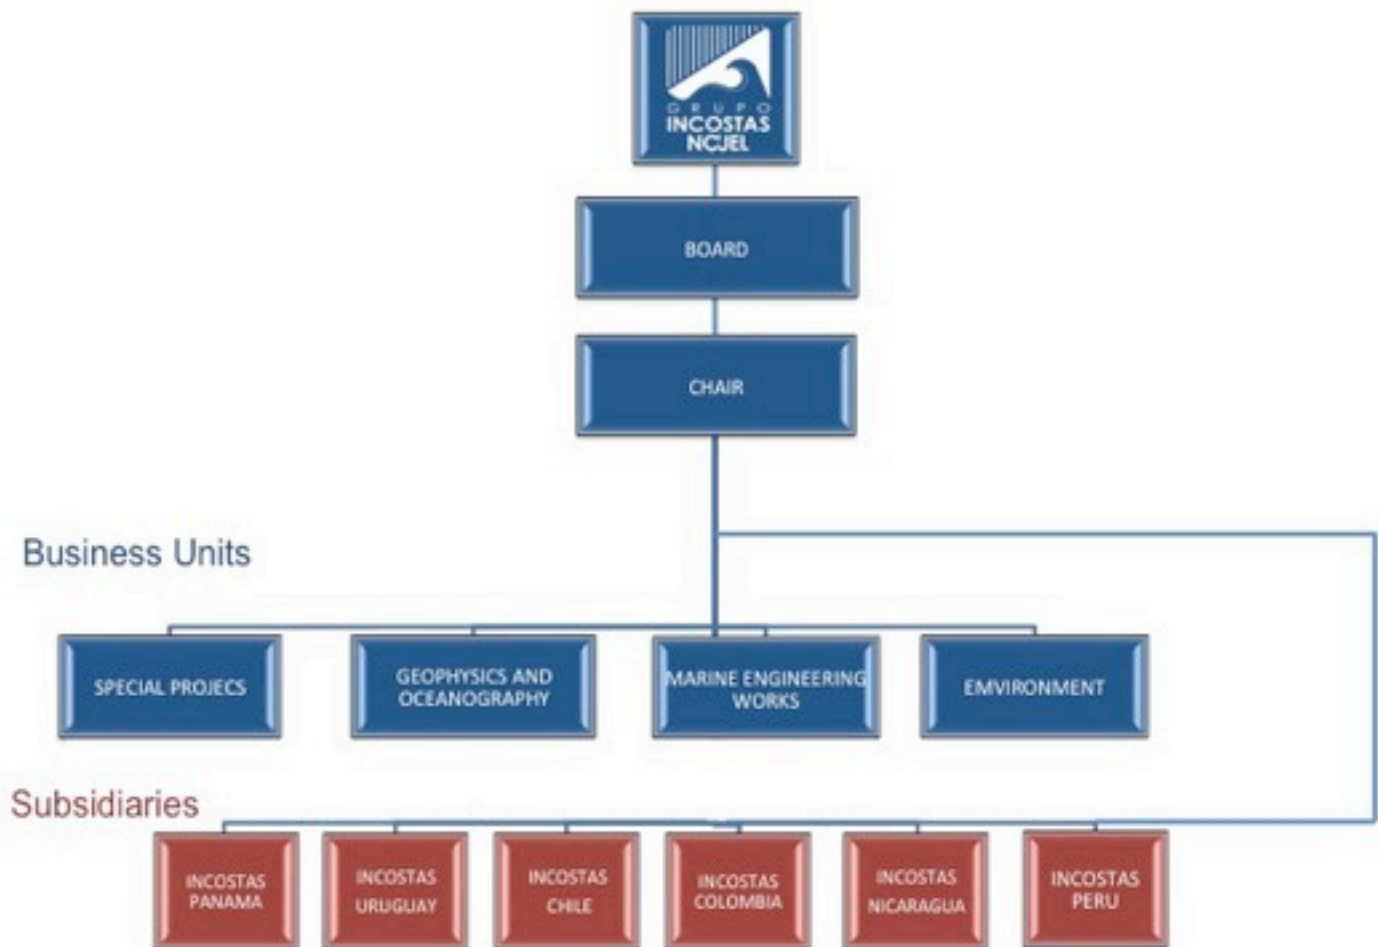 GRUPO
INCOSTAS
NCJEL
BOARD
CHAIR
Business Units
SPECIAL PROJECS
GEOPHYSICS AND
OCEANOGRAPHY
MARINE ENGINEERING
WORKS
EMVIRONMENT
Subsidiaries
INCOSTAS
PANAMA
INCOSTAS
URUGUAY
INCOSTAS
CHILE
INCOSTAS
COLOMBIA
INCOSTAS
NICARAGUA
INCOSTAS
PERU